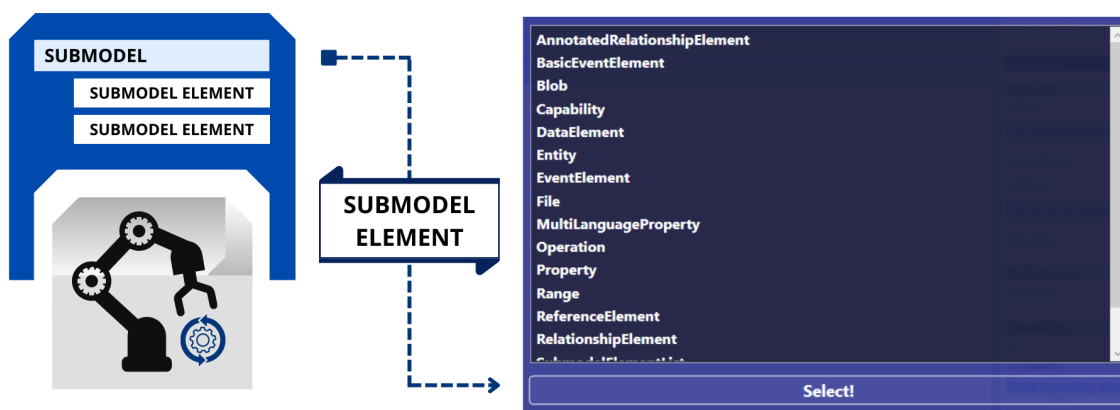 SUBMODEL
SUBMODEL ELEMENT
SUBMODEL ELEMENT
SUBMODEL
ELEMENT
AnnotatedRelationshipElement
BasicEventElement
Blob
Capability
DataElement
Entity
EventElement
File
MultiLanguageProperty
Operation
Property
Range
ReferenceElement
RelationshipElement
SubmodelElementList
Select!